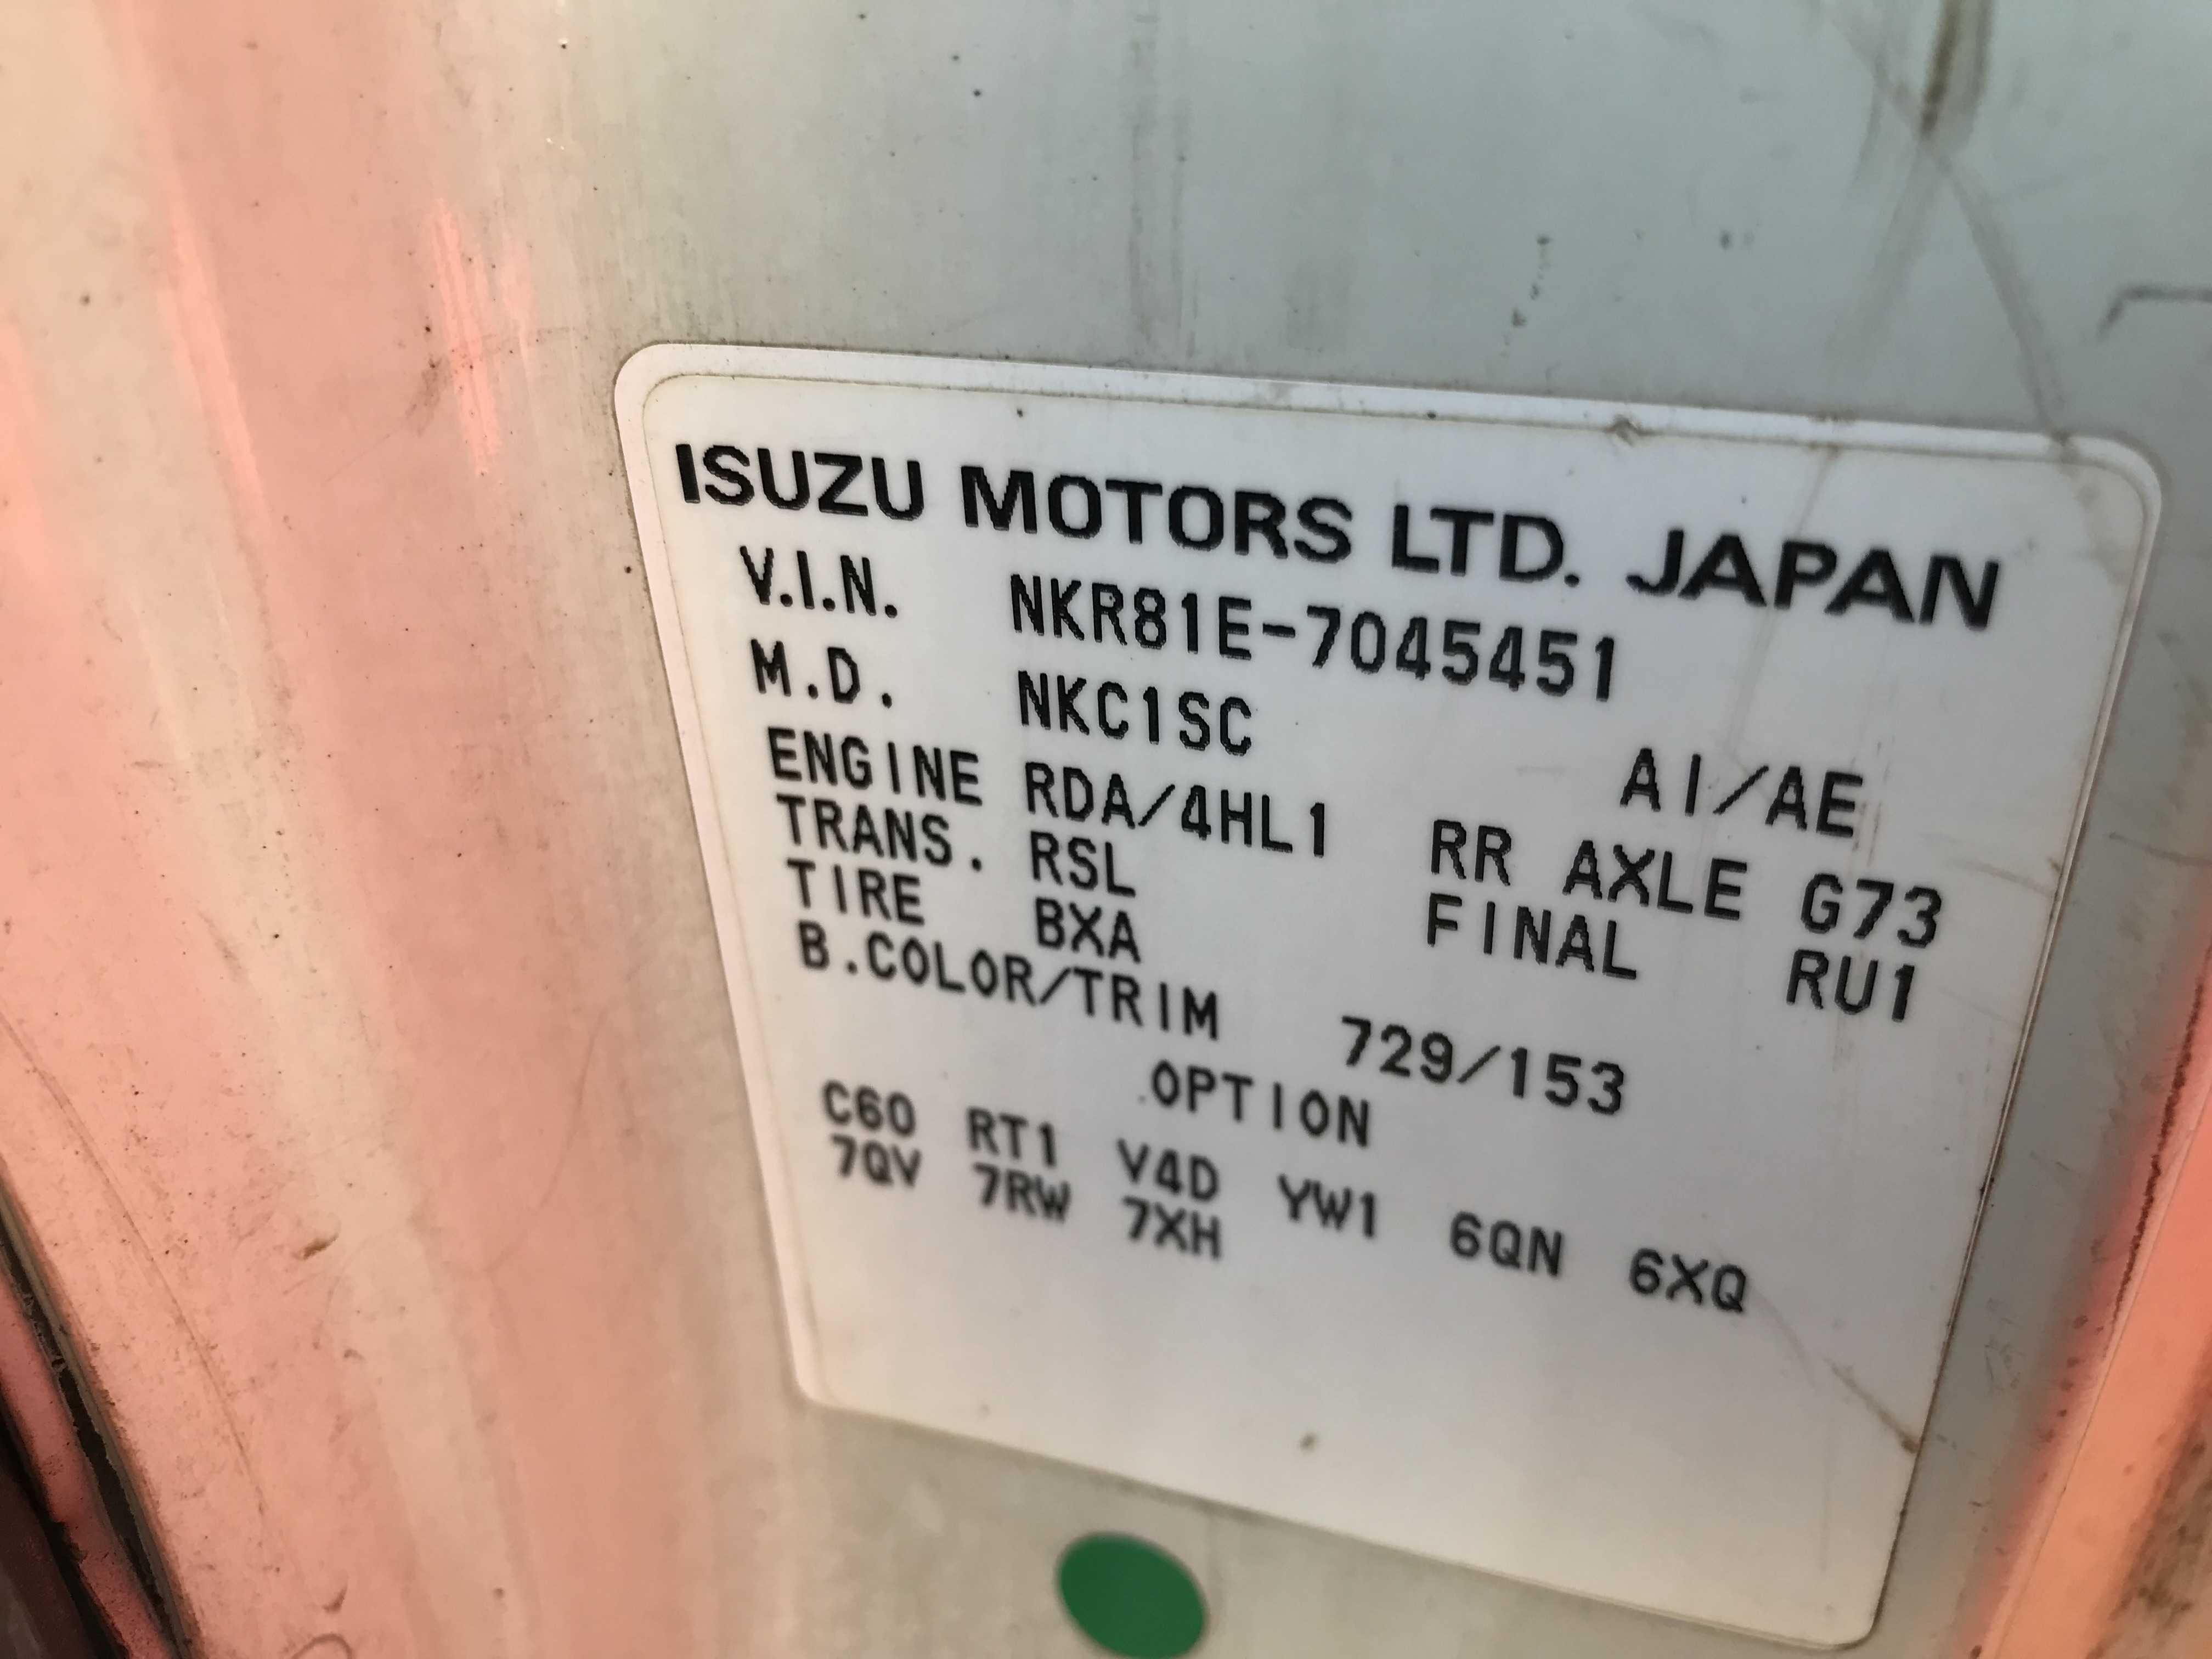 ISUZU MOTORS LTD. JAPAN
V.I.N. NKR81E-7045451
M.D. NKC1SC
AI/AE
ENGINE RDA/4HL1 RR AXLE G73
TRANS. RSL FINAL RU1
TIRE BXA
B.COLOR/TRIM 729/153
OPTION
C60 RT1 V4D YW1 6QN 6XQ
7QV 7RW 7XH